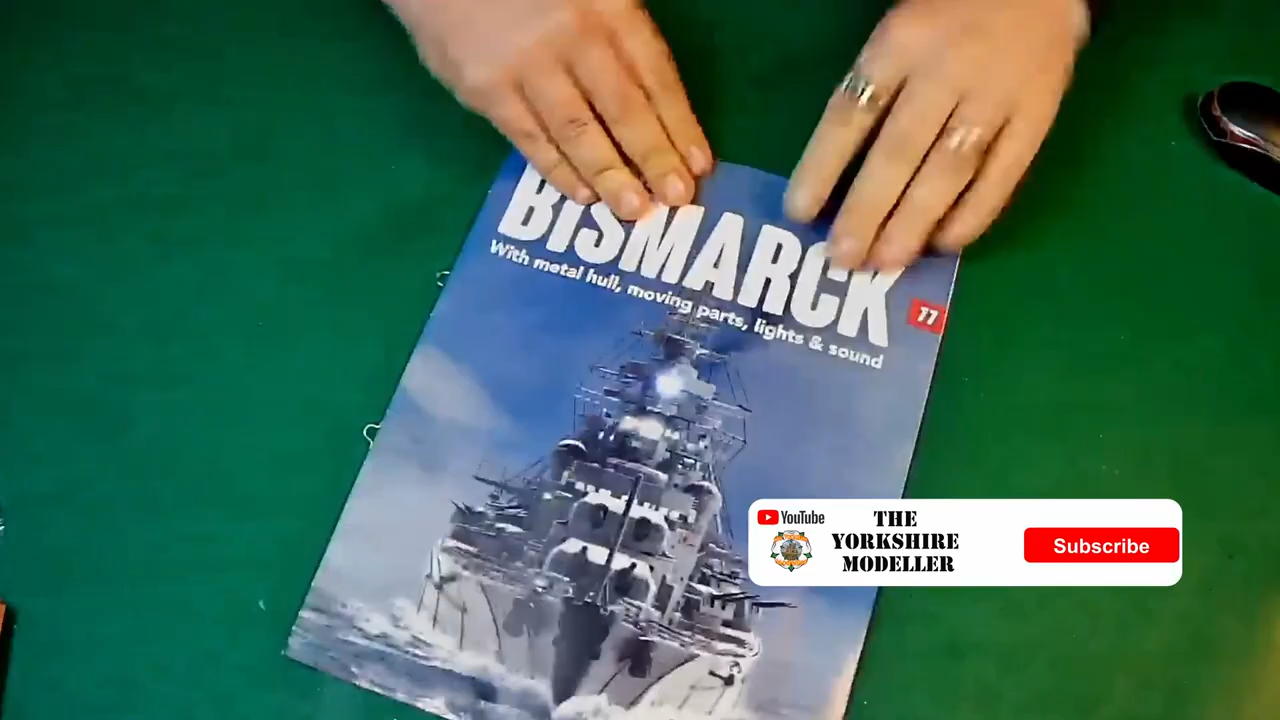 BISMARCK
With metal hull, moving parts, lights & sound
11
YouTube
THE
YORKSHIRE
MODELLER
Subscribe